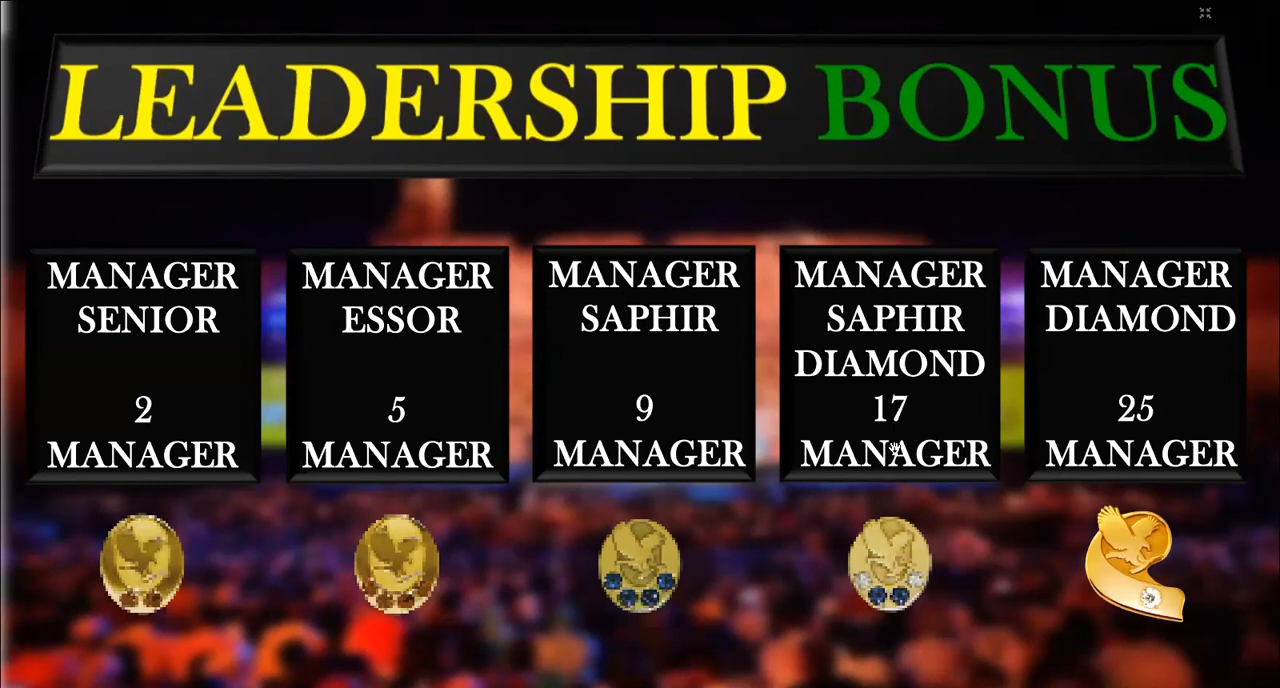 LEADERSHIP BONUS
MANAGER
SENIOR
2
MANAGER
MANAGER
ESSOR
5
MANAGER
MANAGER
SAPHIR
9
MANAGER
MANAGER
SAPHIR
DIAMOND
17
MANAGER
MANAGER
DIAMOND
25
MANAGER